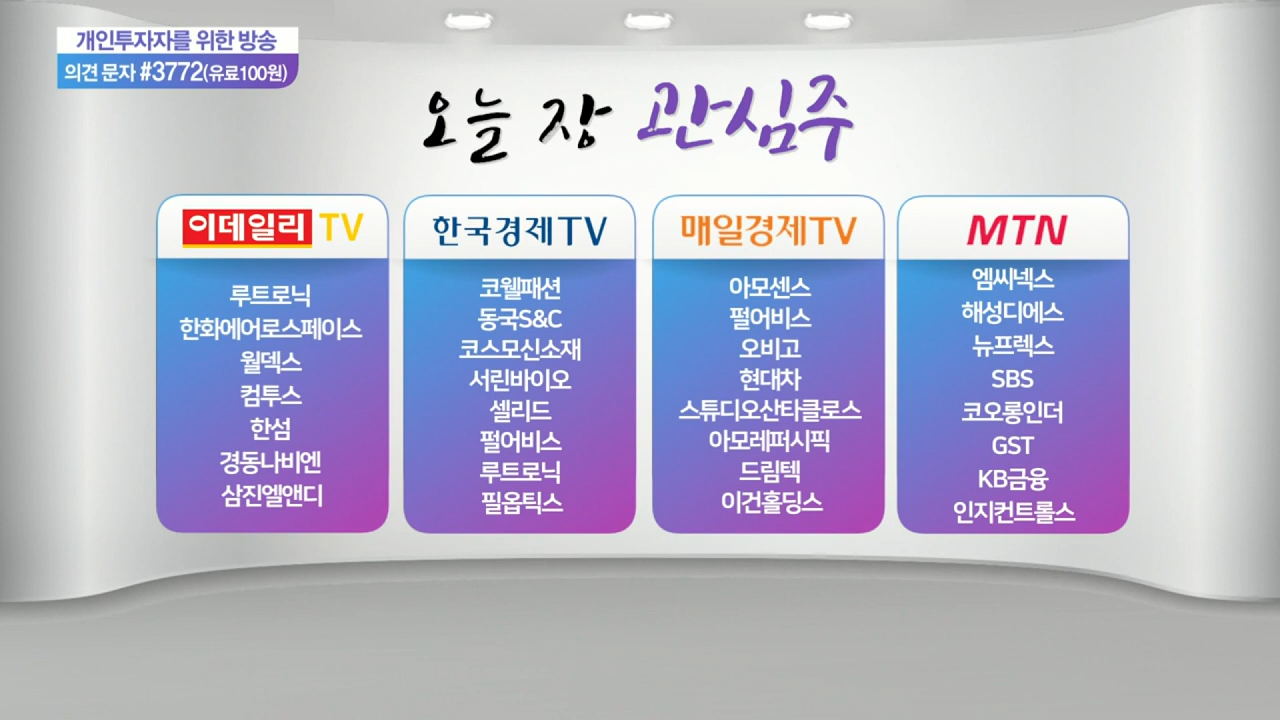 개인투자자를 위한 방송
의견 문자 #3772(유료100원)
오늘 장 관심주
이데일리 TV
루트로닉
한화에어로스페이스
월덱스
컴투스
한섬
경동나비엔
삼진엘앤디
한국경제TV
코웰패션
동국S&C
코스모신소재
서린바이오
셀리드
펄어비스
루트로닉
필옵틱스
매일경제TV
아모센스
펄어비스
오비고
현대차
스튜디오산타클로스
아모레퍼시픽
드림텍
이건홀딩스
MTN
엠씨넥스
해성디에스
뉴프렉스
SBS
코오롱인더
GST
KB금융
인지컨트롤스